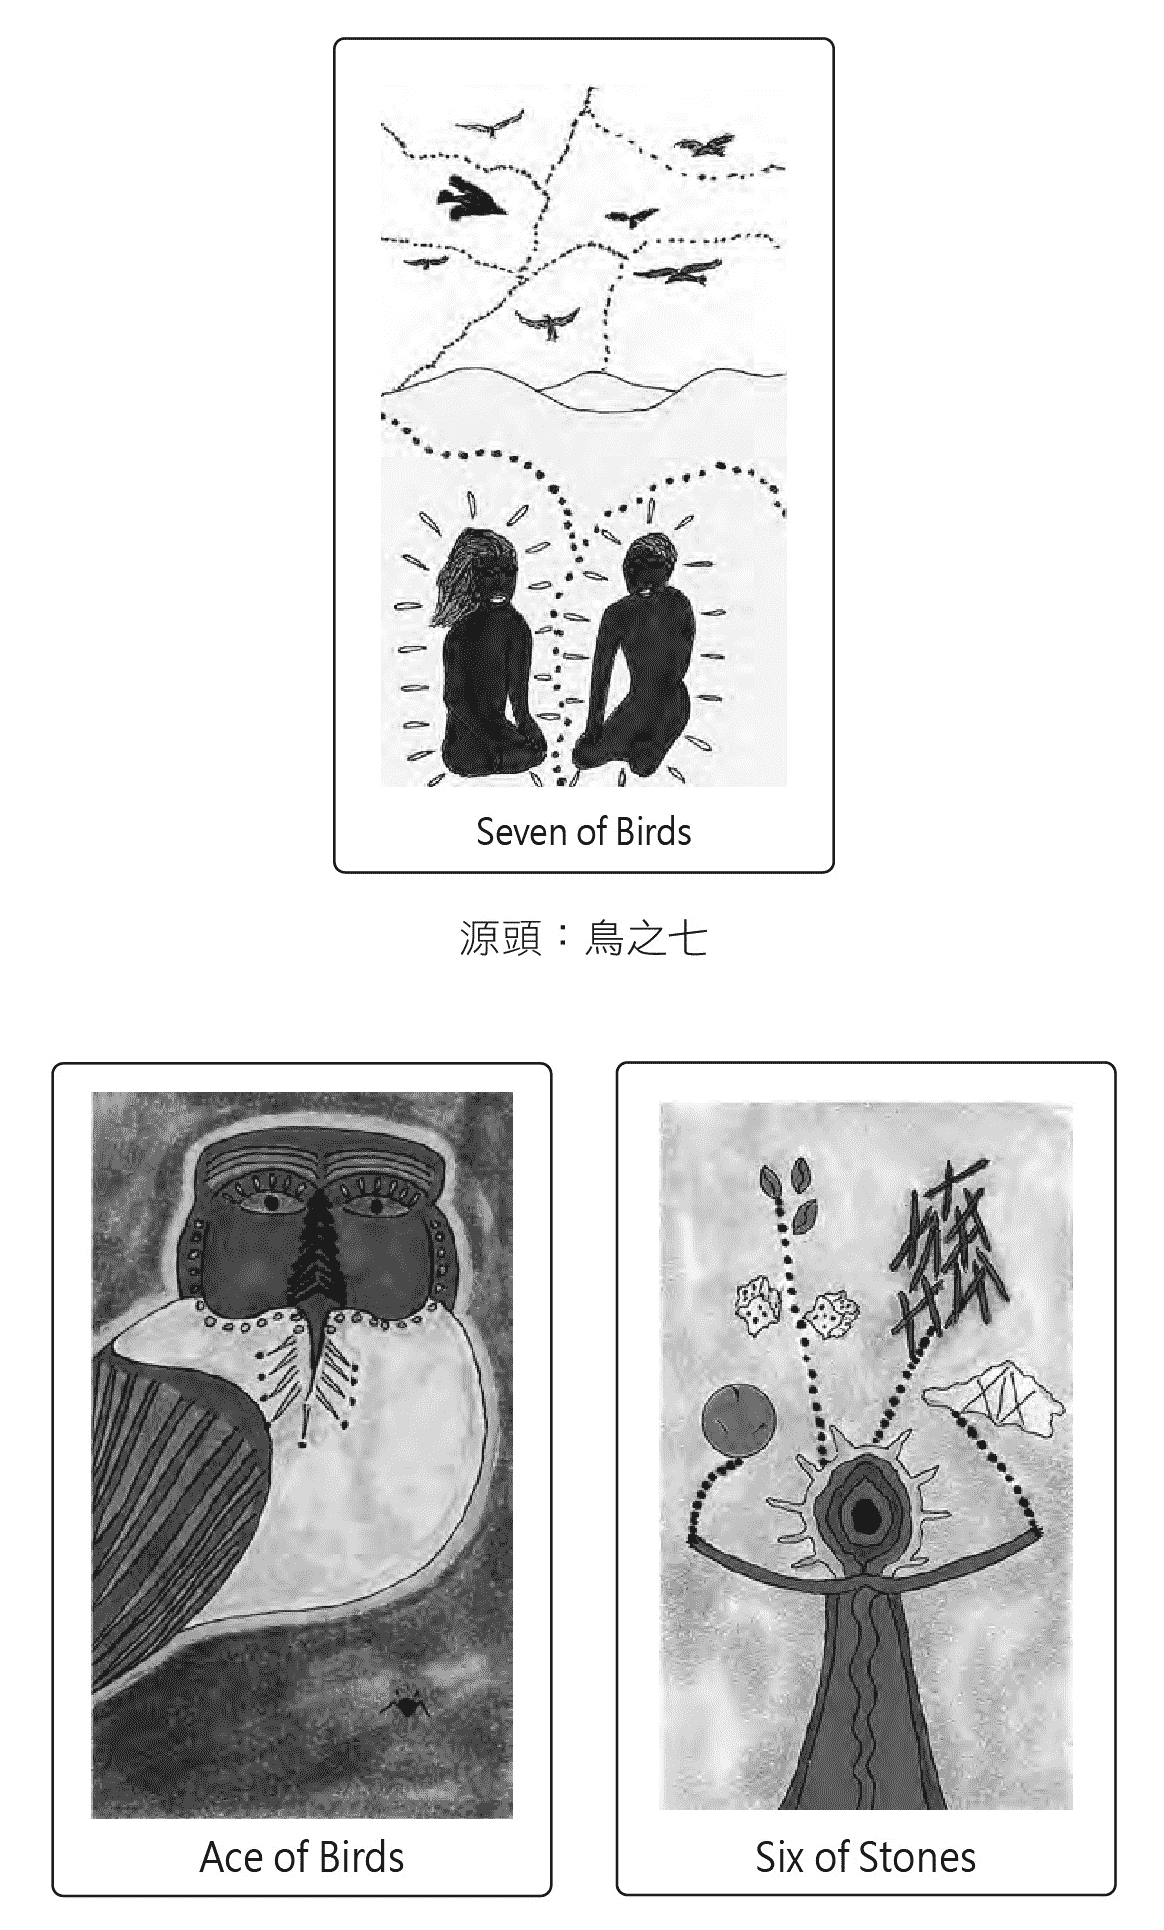 Seven of Birds
源頭：鳥之七
Ace of Birds
Six of Stones